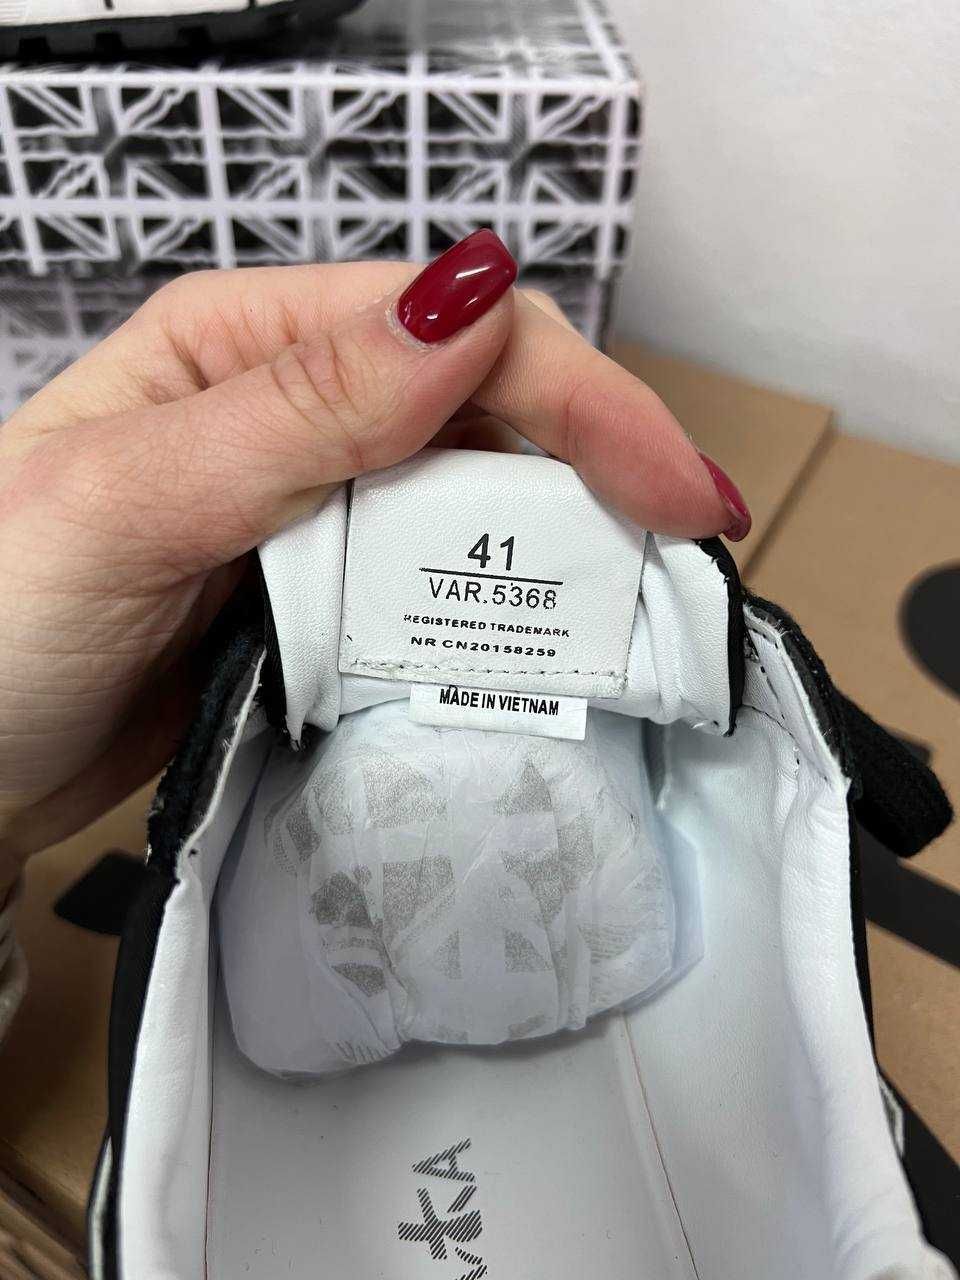 41
VAR.5368
REGISTERED TRADEMARK
NR CN20158259
MADE IN VIETNAM